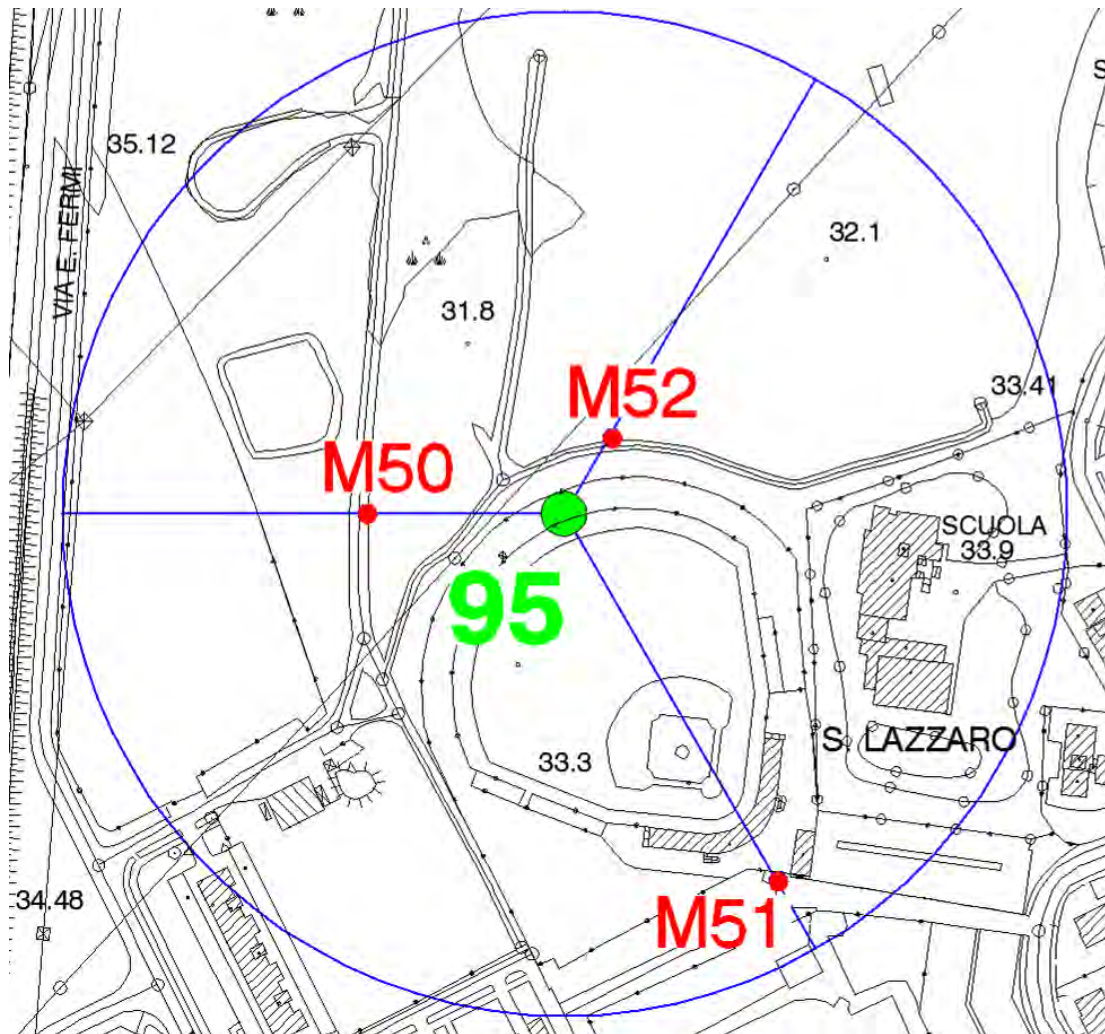 35.12
VIA E. FERMI
32.1
31.8
M52
33.41
M50
SCUOLA
33.9
95
S. LAZZARO
33.3
34.48
M51